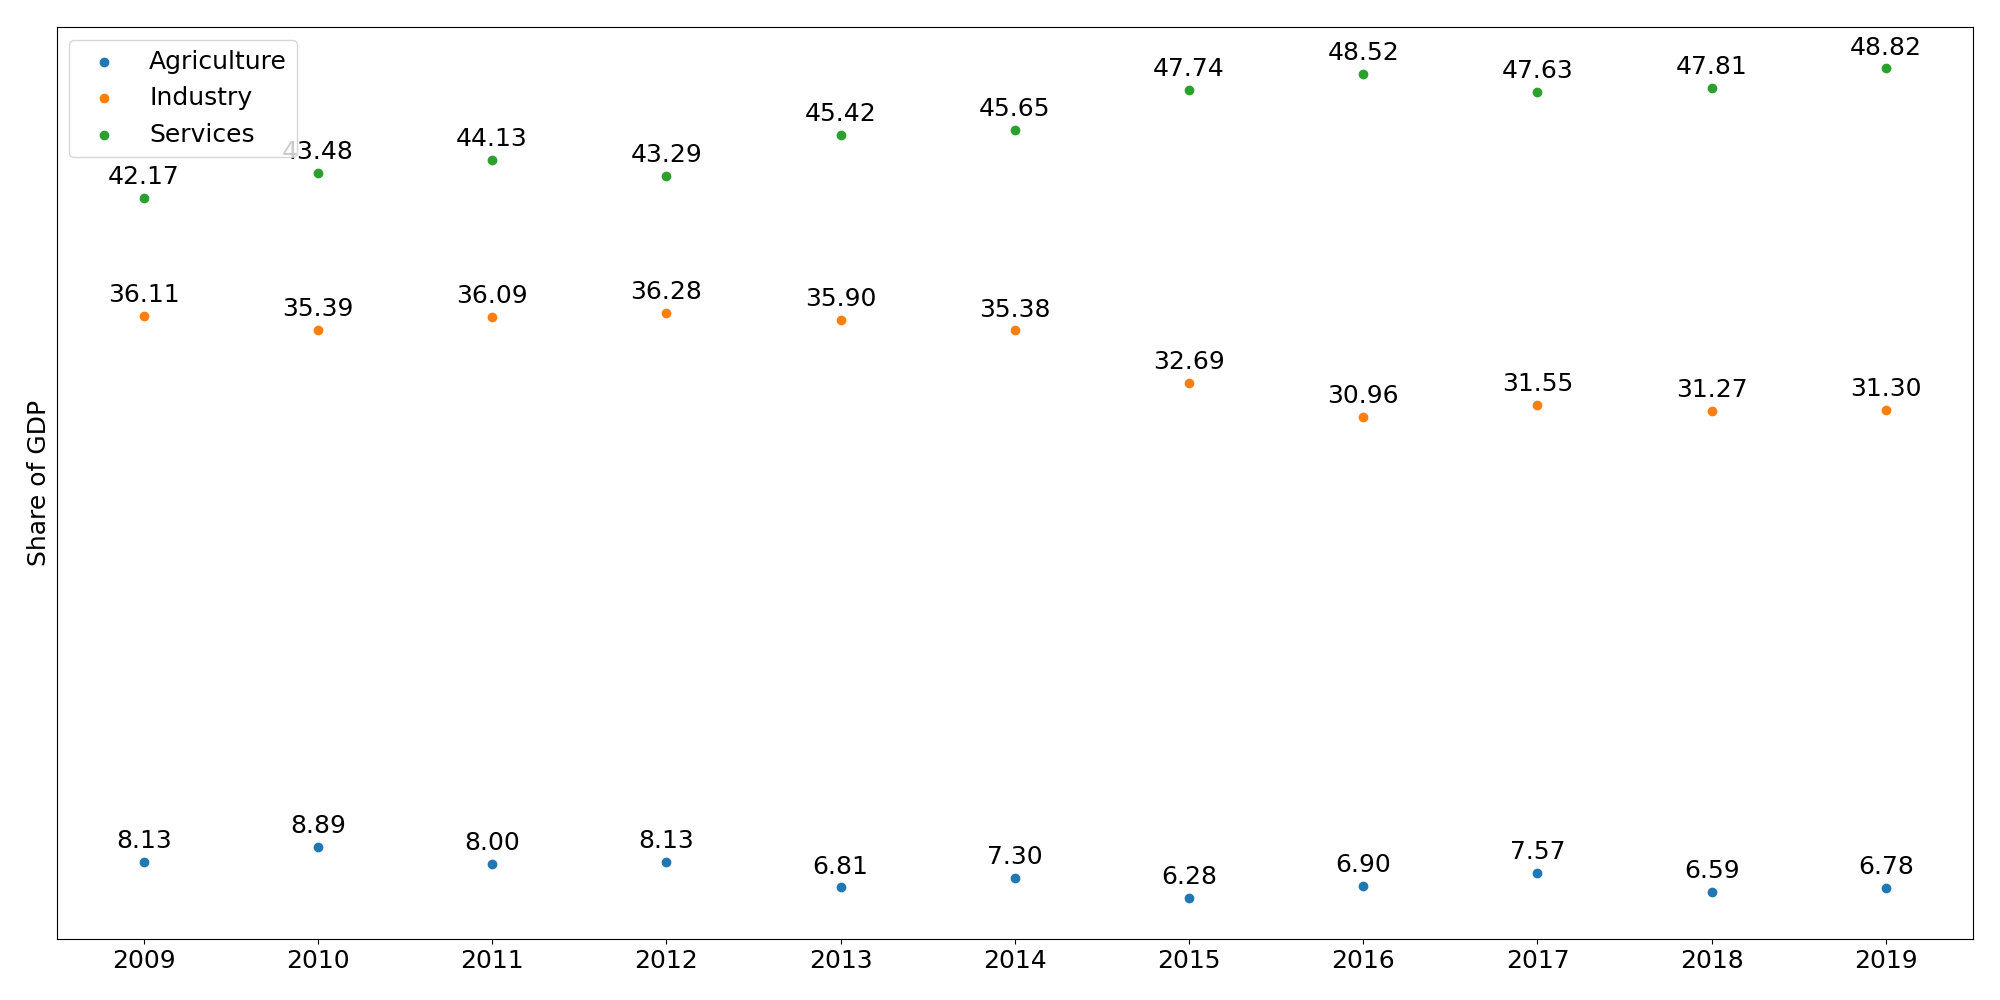 Agriculture
Industry
Services
42.17 43.48 44.13 43.29 45.42 45.65 47.74 48.52 47.63 47.81 48.82
36.11 35.39 36.09 36.28 35.90 35.38 32.69 30.96 31.55 31.27 31.30
8.13 8.89 8.00 8.13 6.81 7.30 6.28 6.90 7.57 6.59 6.78
Share of GDP
2009 2010 2011 2012 2013 2014 2015 2016 2017 2018 2019